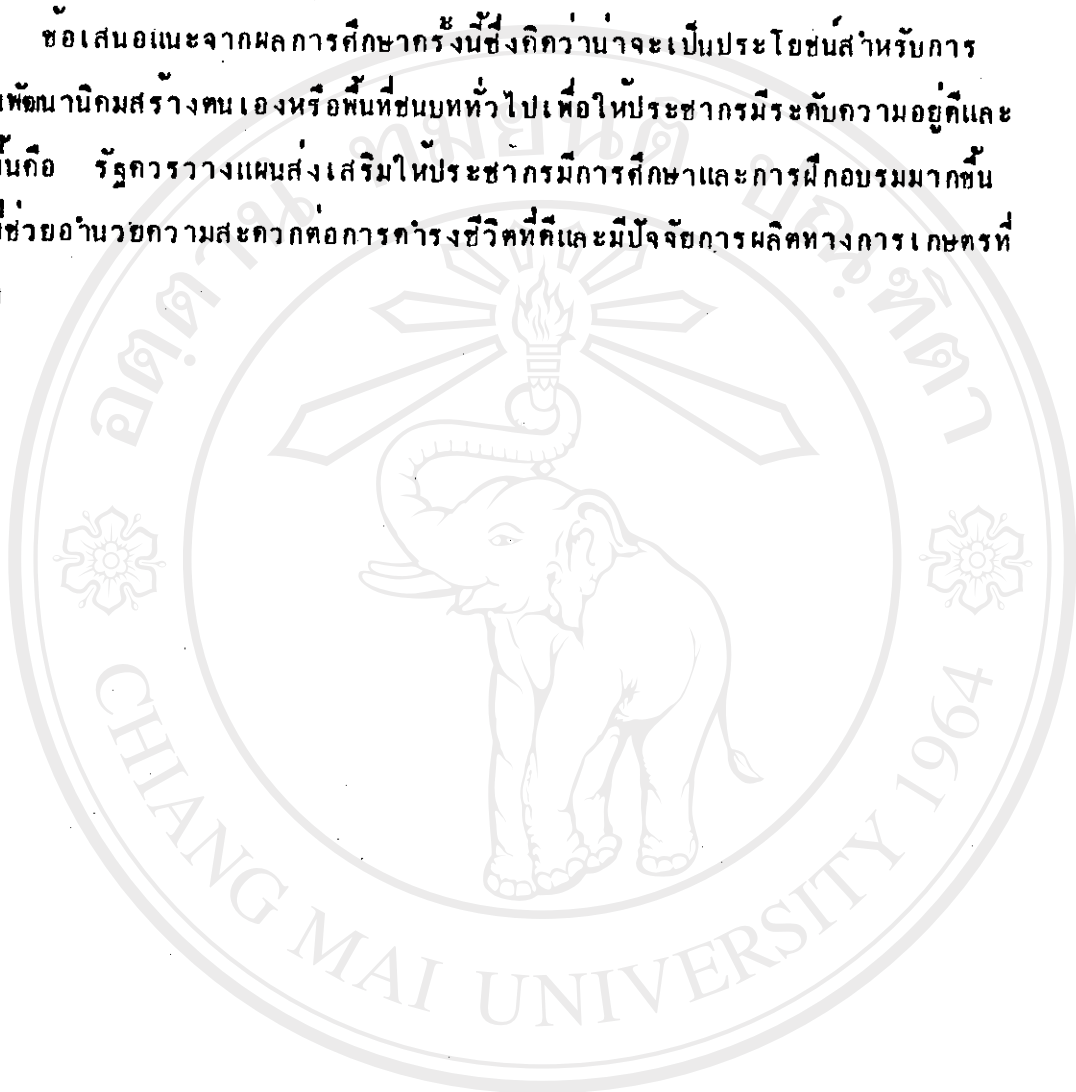 ข้อเสนอแนะจากผลการศึกษาครั้งนี้ซึ่งคิดว่าน่าจะเป็นประโยชน์สำหรับการ
พัฒนานิคมสร้างตนเองหรือพื้นที่ชนบททั่วไปเพื่อให้ประชากรมีระดับความอยู่ดีและ
รัฐควรวางแผนส่งเสริมให้ประชากรมีการศึกษาและการฝึกอบรมมากขึ้น
ช่วยอำนวยความสะดวกต่อการดำรงชีวิตที่ดีและมีปัจจัยการผลิตทางการเกษตรที่
CHIANG MAI UNIVERSITY 1964